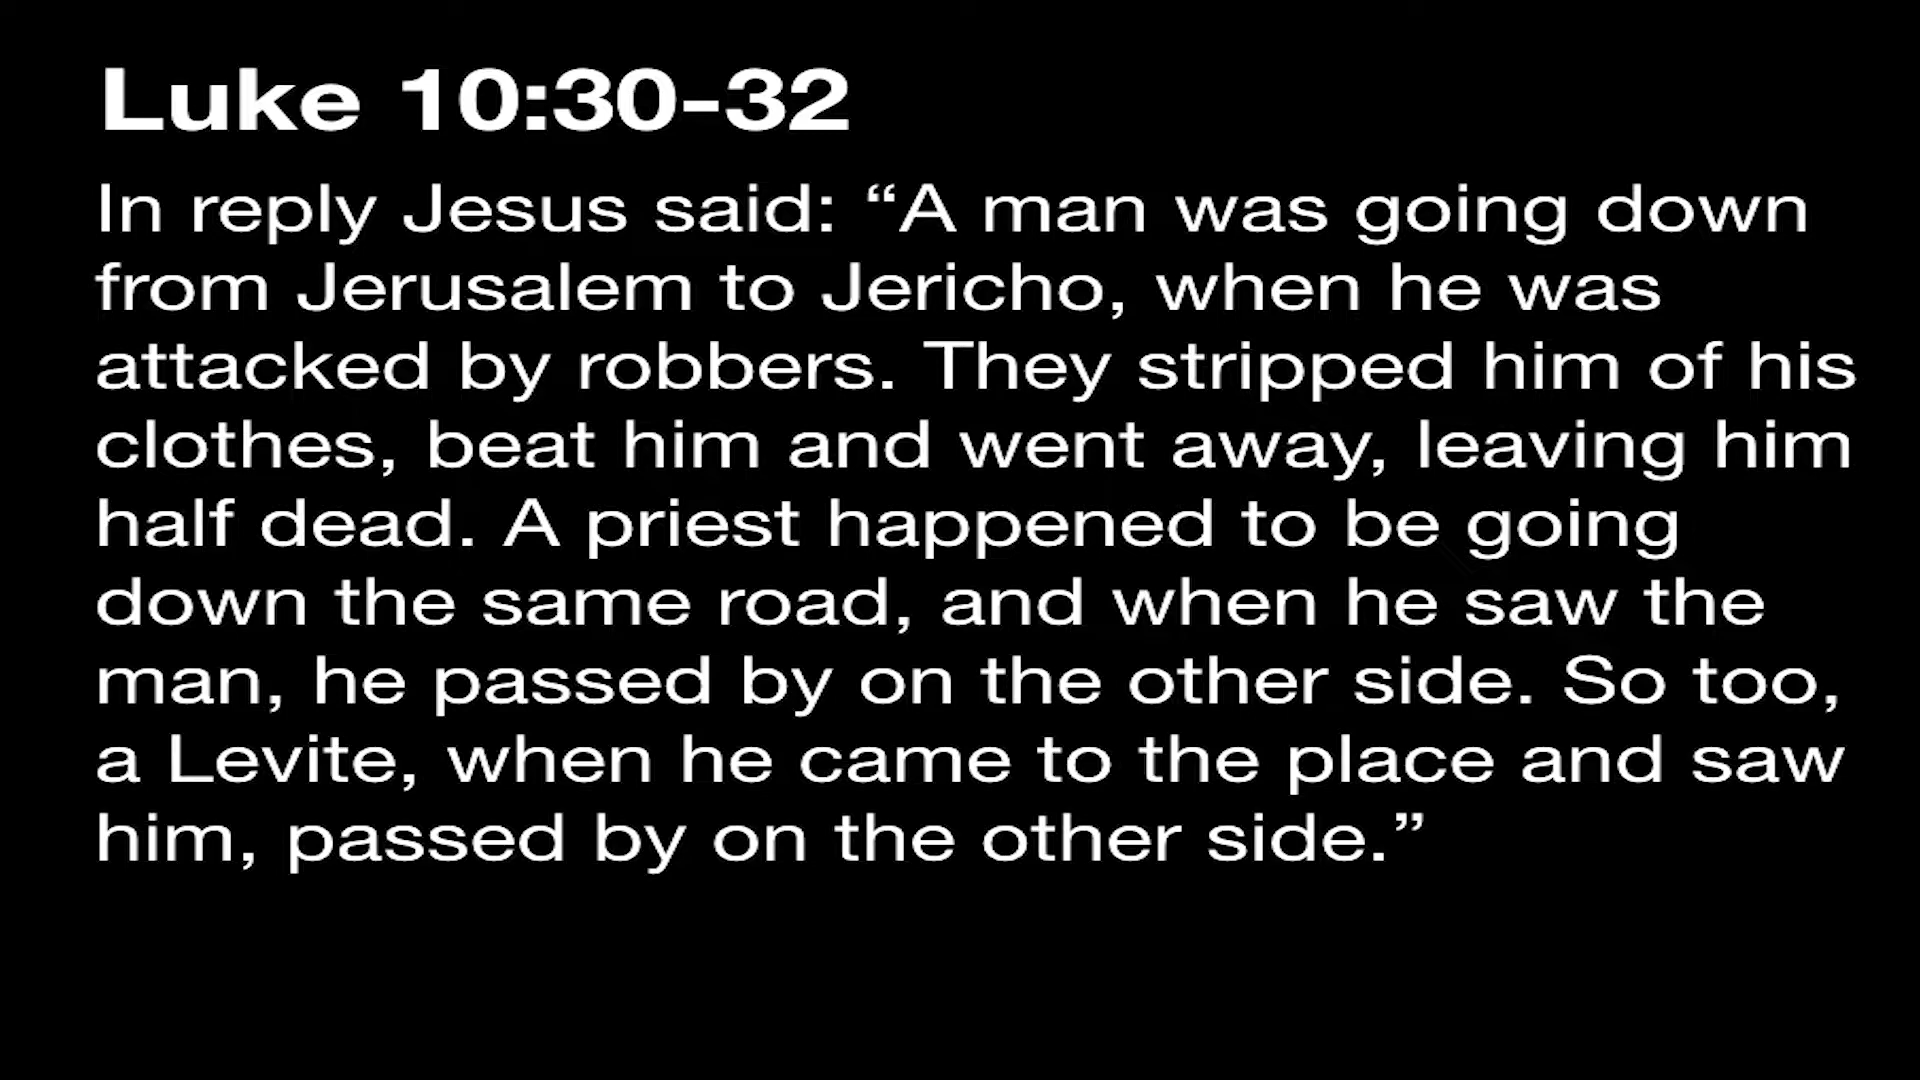 Luke 10:30-32
In reply Jesus said: “A man was going down
from Jerusalem to Jericho, when he was
attacked by robbers. They stripped him of his
clothes, beat him and went away, leaving him
half dead. A priest happened to be going
down the same road, and when he saw the
man, he passed by on the other side. So too,
a Levite, when he came to the place and saw
him, passed by on the other side.”